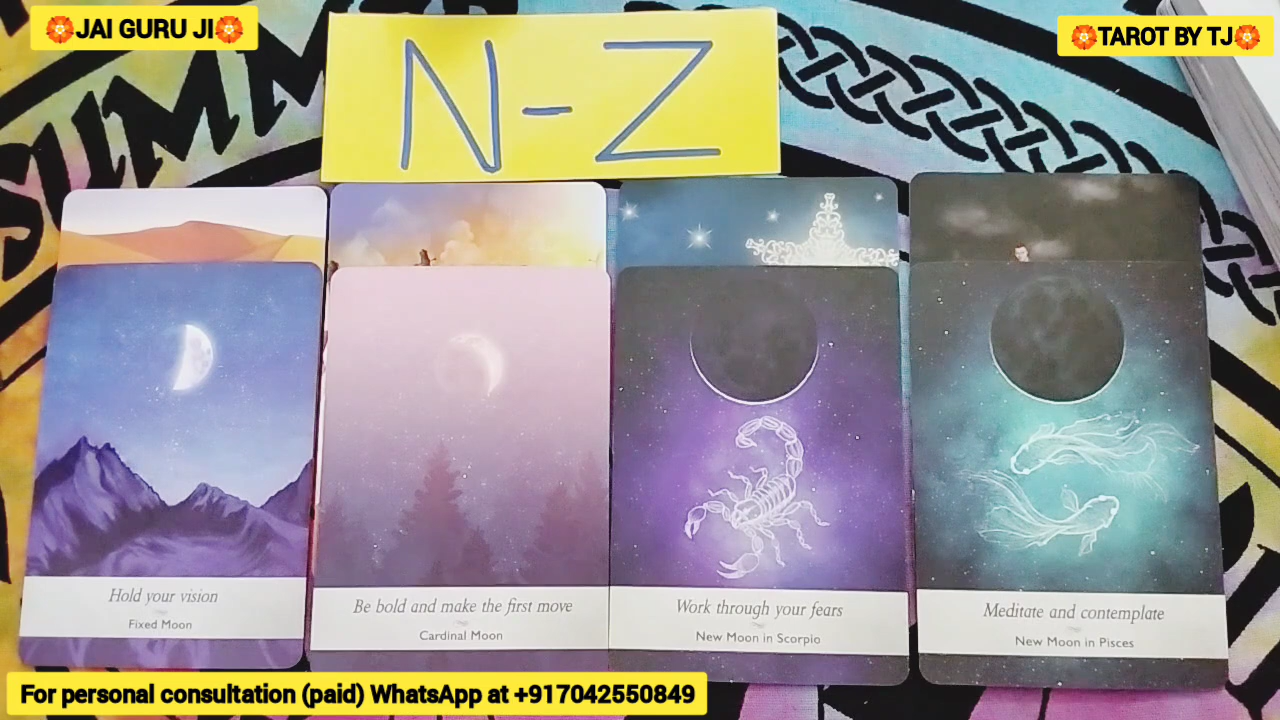 🏵️JAI GURU JI🏵️
🏵️TAROT BY TJ🏵️
N-Z
SUMM
Hold your vision
Fixed Moon
Be bold and make the first move
Cardinal Moon
Work through your fears
New Moon in Scorpio
Meditate and contemplate
New Moon in Pisces
For personal consultation (paid) WhatsApp at +917042550849